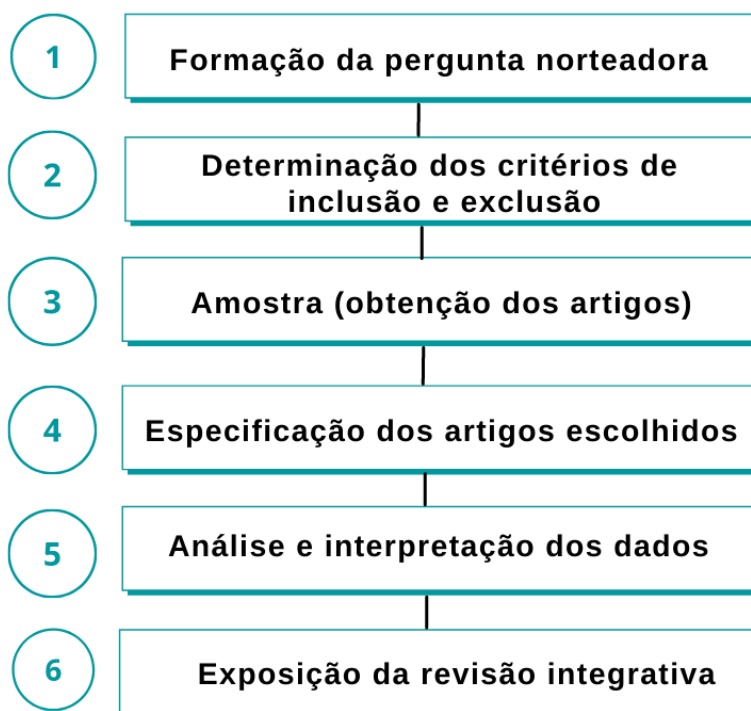 1
Formação da pergunta norteadora
2
Determinação dos critérios de
inclusão e exclusão
3
Amostra (obtenção dos artigos)
4
Especificação dos artigos escolhidos
5
Análise e interpretação dos dados
6
Exposição da revisão integrativa